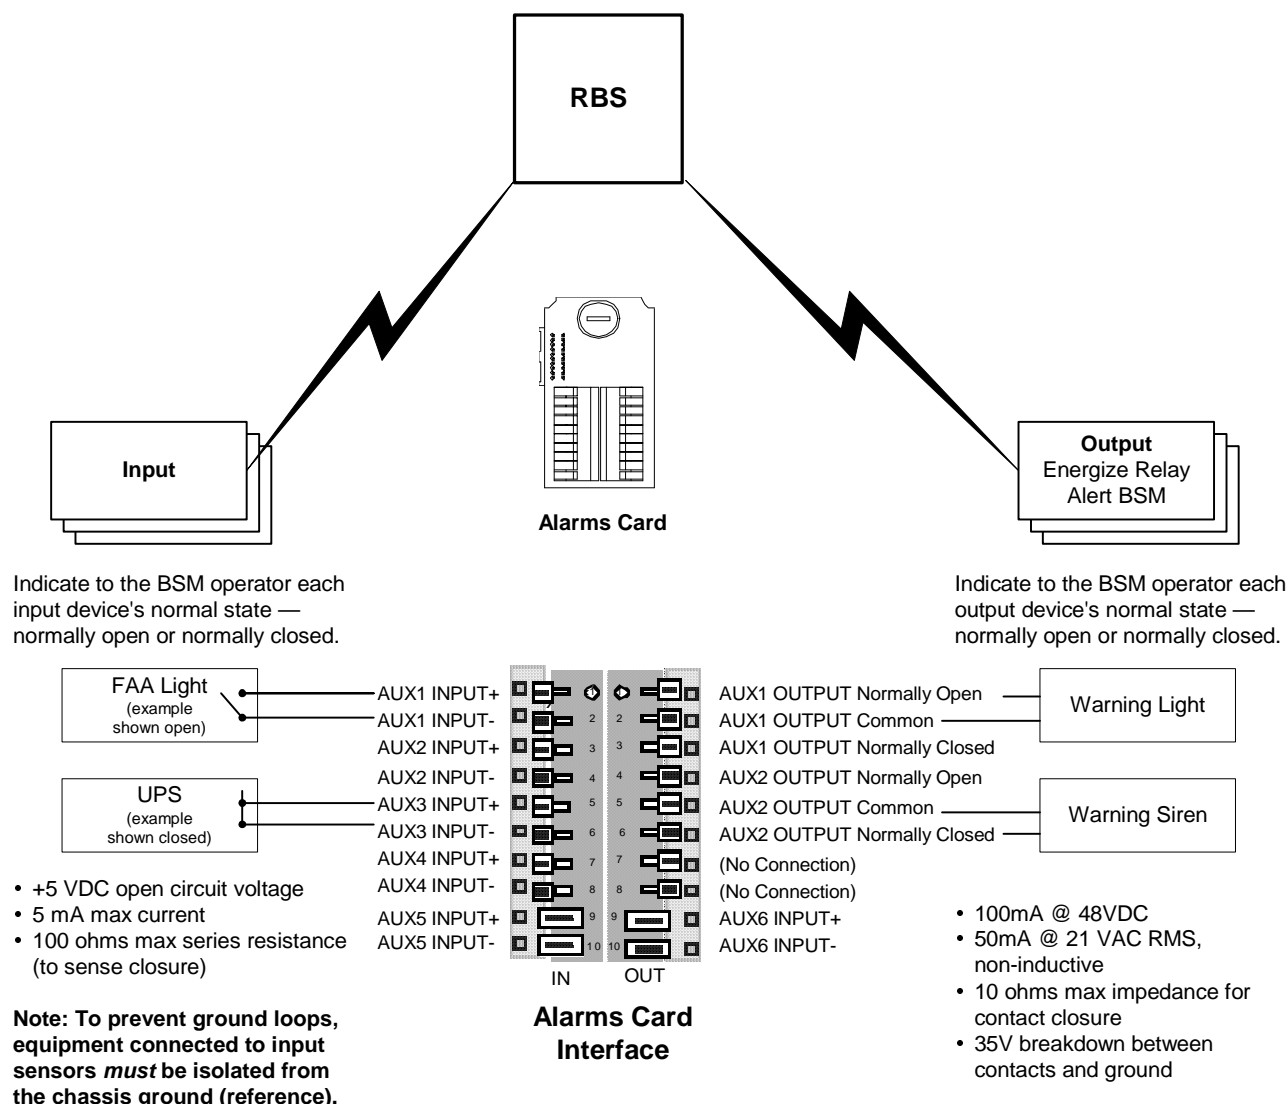 RBS
Input
Output
Energize Relay
Alert BSM
Alarms Card
Indicate to the BSM operator each
input device's normal state —
normally open or normally closed.
Indicate to the BSM operator each
output device's normal state —
normally open or normally closed.
FAA Light
(example
shown open)
UPS
(example
shown closed)
AUX1 INPUT+
AUX1 INPUT-
AUX2 INPUT+
AUX2 INPUT-
AUX3 INPUT+
AUX3 INPUT-
AUX4 INPUT+
AUX4 INPUT-
AUX5 INPUT+
AUX5 INPUT-
1
2
3
4
5
6
7
8
9
10
1
2
3
4
5
6
7
8
9
10
IN
OUT
Alarms Card
Interface
AUX1 OUTPUT Normally Open
AUX1 OUTPUT Common
AUX1 OUTPUT Normally Closed
AUX2 OUTPUT Normally Open
AUX2 OUTPUT Common
AUX2 OUTPUT Normally Closed
(No Connection)
(No Connection)
AUX6 INPUT+
AUX6 INPUT-
Warning Light
Warning Siren
• +5 VDC open circuit voltage
• 5 mA max current
• 100 ohms max series resistance
(to sense closure)
Note: To prevent ground loops,
equipment connected to input
sensors must be isolated from
the chassis ground (reference).
• 100mA @ 48VDC
• 50mA @ 21 VAC RMS,
non-inductive
• 10 ohms max impedance for
contact closure
• 35V breakdown between
contacts and ground